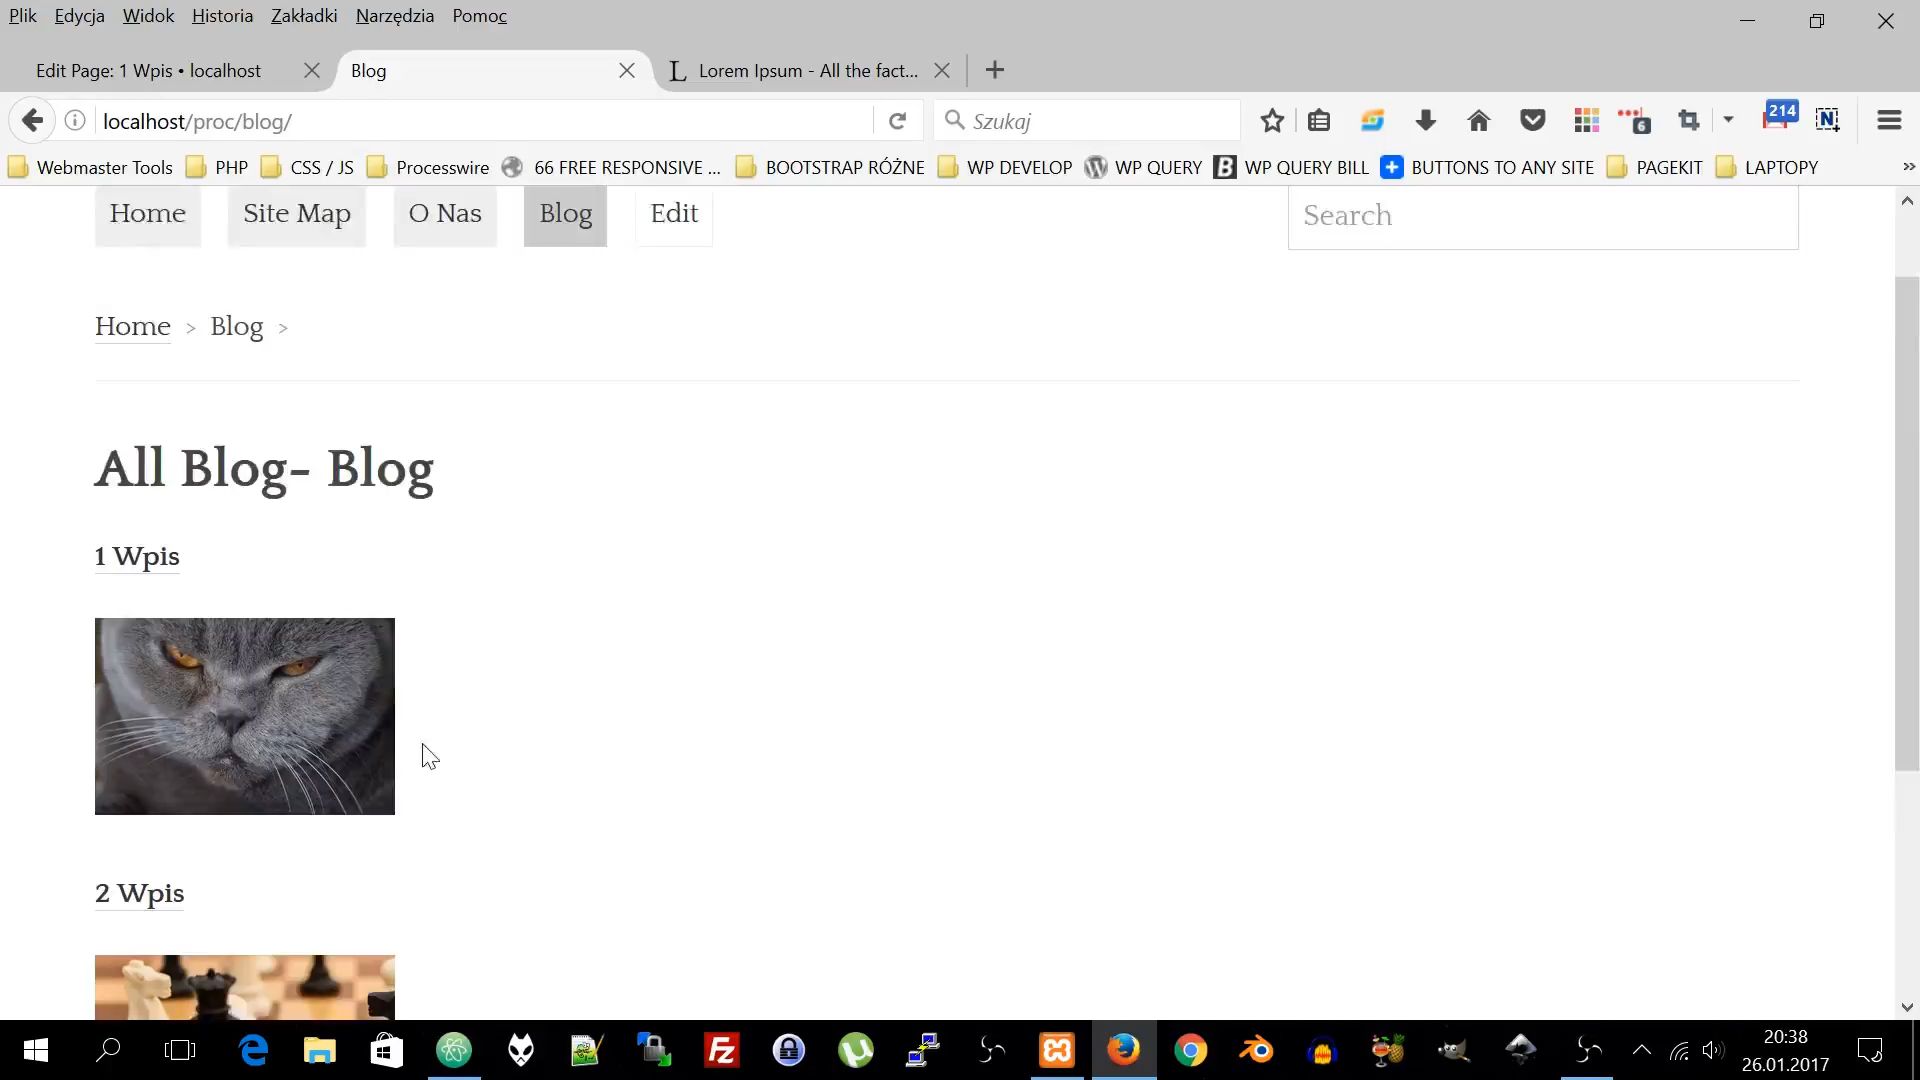 Plik Edycja Widok Historia Zakładki Narzędzia Pomoc
Edit Page: 1 Wpis • localhost
Blog
L Lorem Ipsum - All the fact...
localhost/proc/blog/
Szukaj
6
214
N
Webmaster Tools PHP CSS / JS Processwire 66 FREE RESPONSIVE ... BOOTSTRAP RÓŻNE WP DEVELOP WP QUERY B WP QUERY BILL BUTTONS TO ANY SITE PAGEKIT LAPTOPY »
Home Site Map O Nas Blog Edit
Search
Home > Blog >
All Blog- Blog
1 Wpis
2 Wpis
20:38
26.01.2017